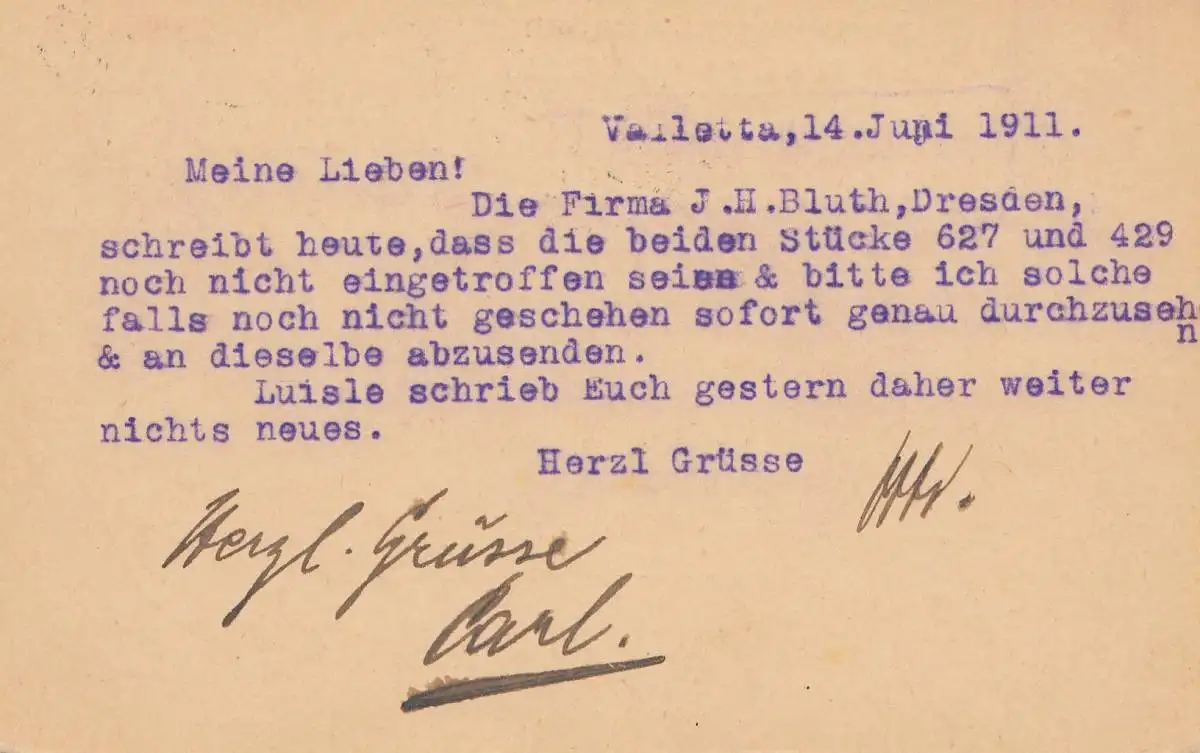 Valletta,14.Juni 1911.
Meine Lieben!
Die Firma J.H.Bluth,Dresden,
schreibt heute,dass die beiden Stücke 627 und 429
noch nicht eingetroffen seien & bitte ich solche
falls noch nicht geschehen sofort genau durchzusehn
& an dieselbe abzusenden.
Luisle schrieb Euch gestern daher weiter
nichts neues.
Herzl Grüsse
Herzl. Grüsse
Carl.